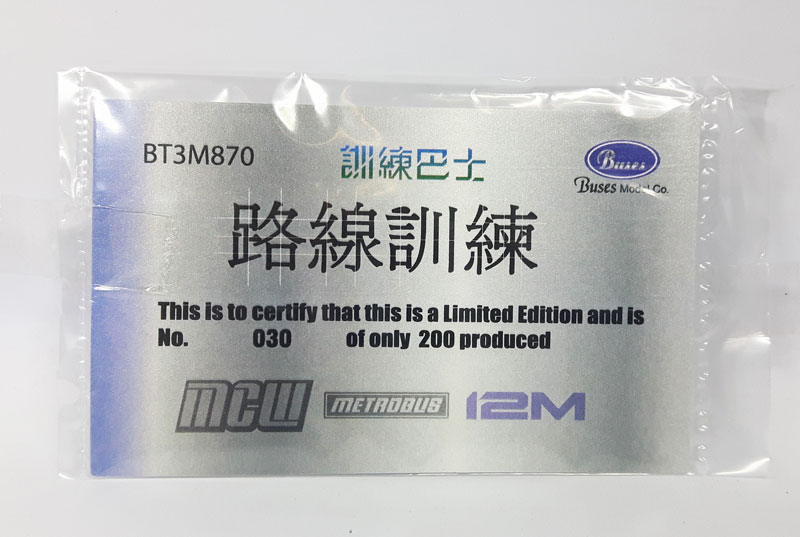 BT3M870
訓練巴士
Buses
Buses Model Co.
路線訓練
This is to certify that this is a Limited Edition and is
No. 030 of only 200 produced
MCW METROBUS 12M